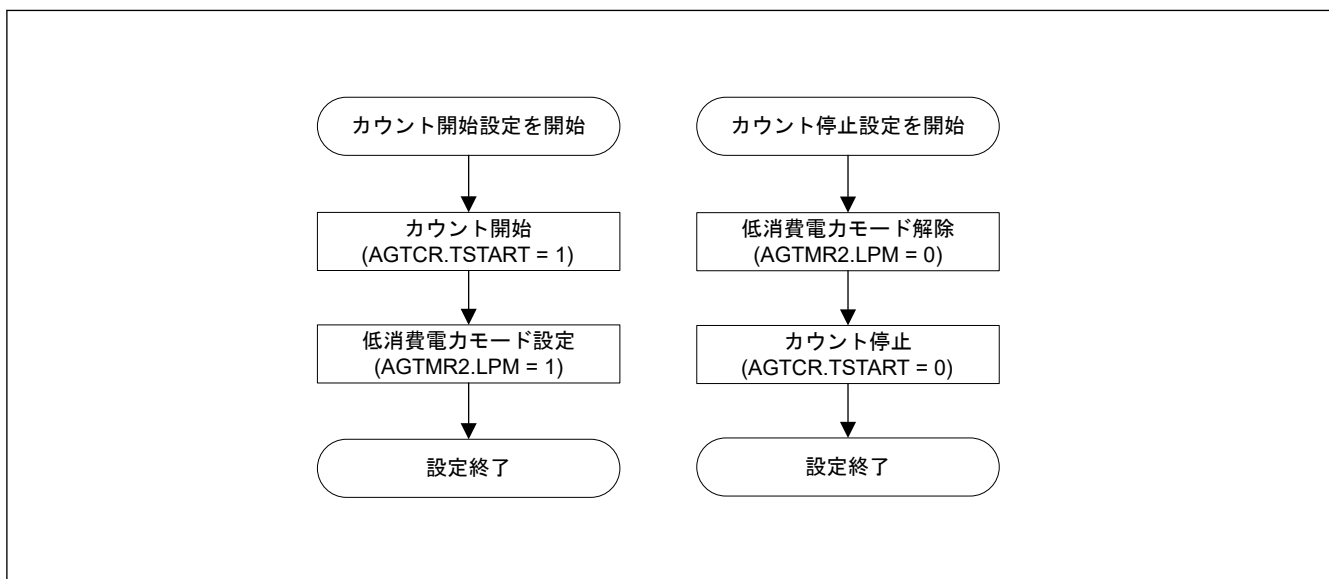 カウント開始設定を開始
カウント開始
(AGTCR.TSTART = 1)
低消費電力モード設定
(AGTMR2.LPM = 1)
設定終了
カウント停止設定を開始
低消費電力モード解除
(AGTMR2.LPM = 0)
カウント停止
(AGTCR.TSTART = 0)
設定終了